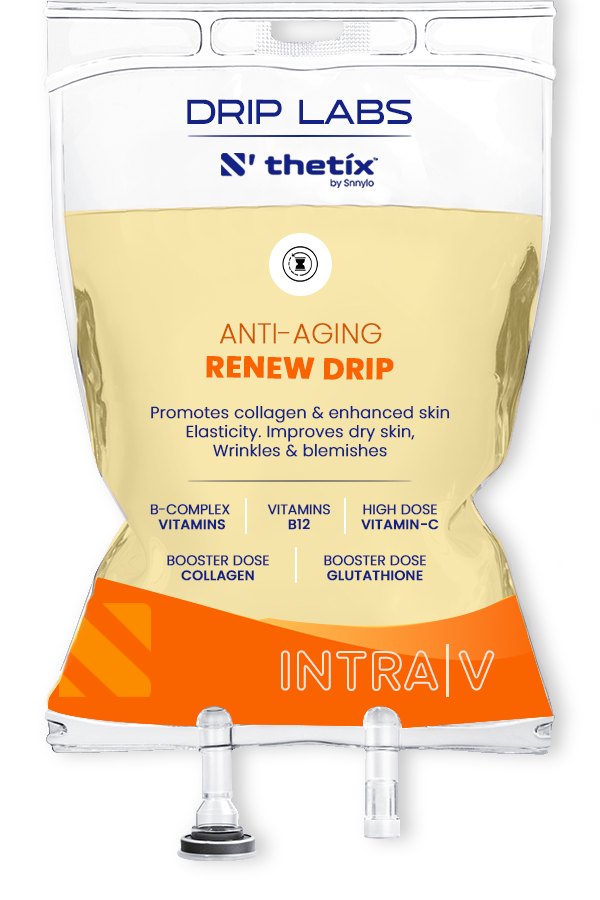 DRIP LABS
thetíx™
by Snnylo
ANTI-AGING
RENEW DRIP
Promotes collagen & enhanced skin
Elasticity. Improves dry skin,
Wrinkles & blemishes
B-COMPLEX VITAMINS HIGH DOSE
VITAMINS B12 VITAMIN-C
BOOSTER DOSE BOOSTER DOSE
COLLAGEN GLUTATHIONE
INTRA|V